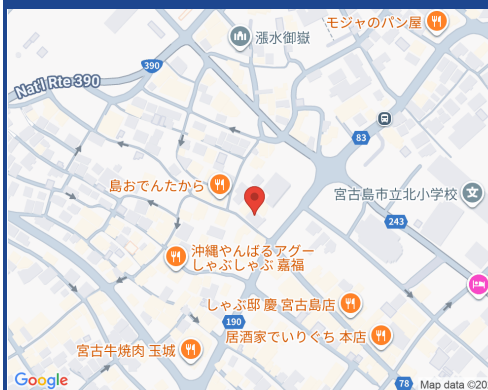 モジャのパン屋
漲水御嶽
390
Nat'l Rte 390
83
島おでんたから
宮古島市立北小学校
243
沖縄やんばるアグー
しゃぶしゃぶ 嘉福
しゃぶ邸 慶 宮古島店
190
居酒家でいりぐち 本店
宮古牛焼肉 玉城
78
Google
Map data ©20